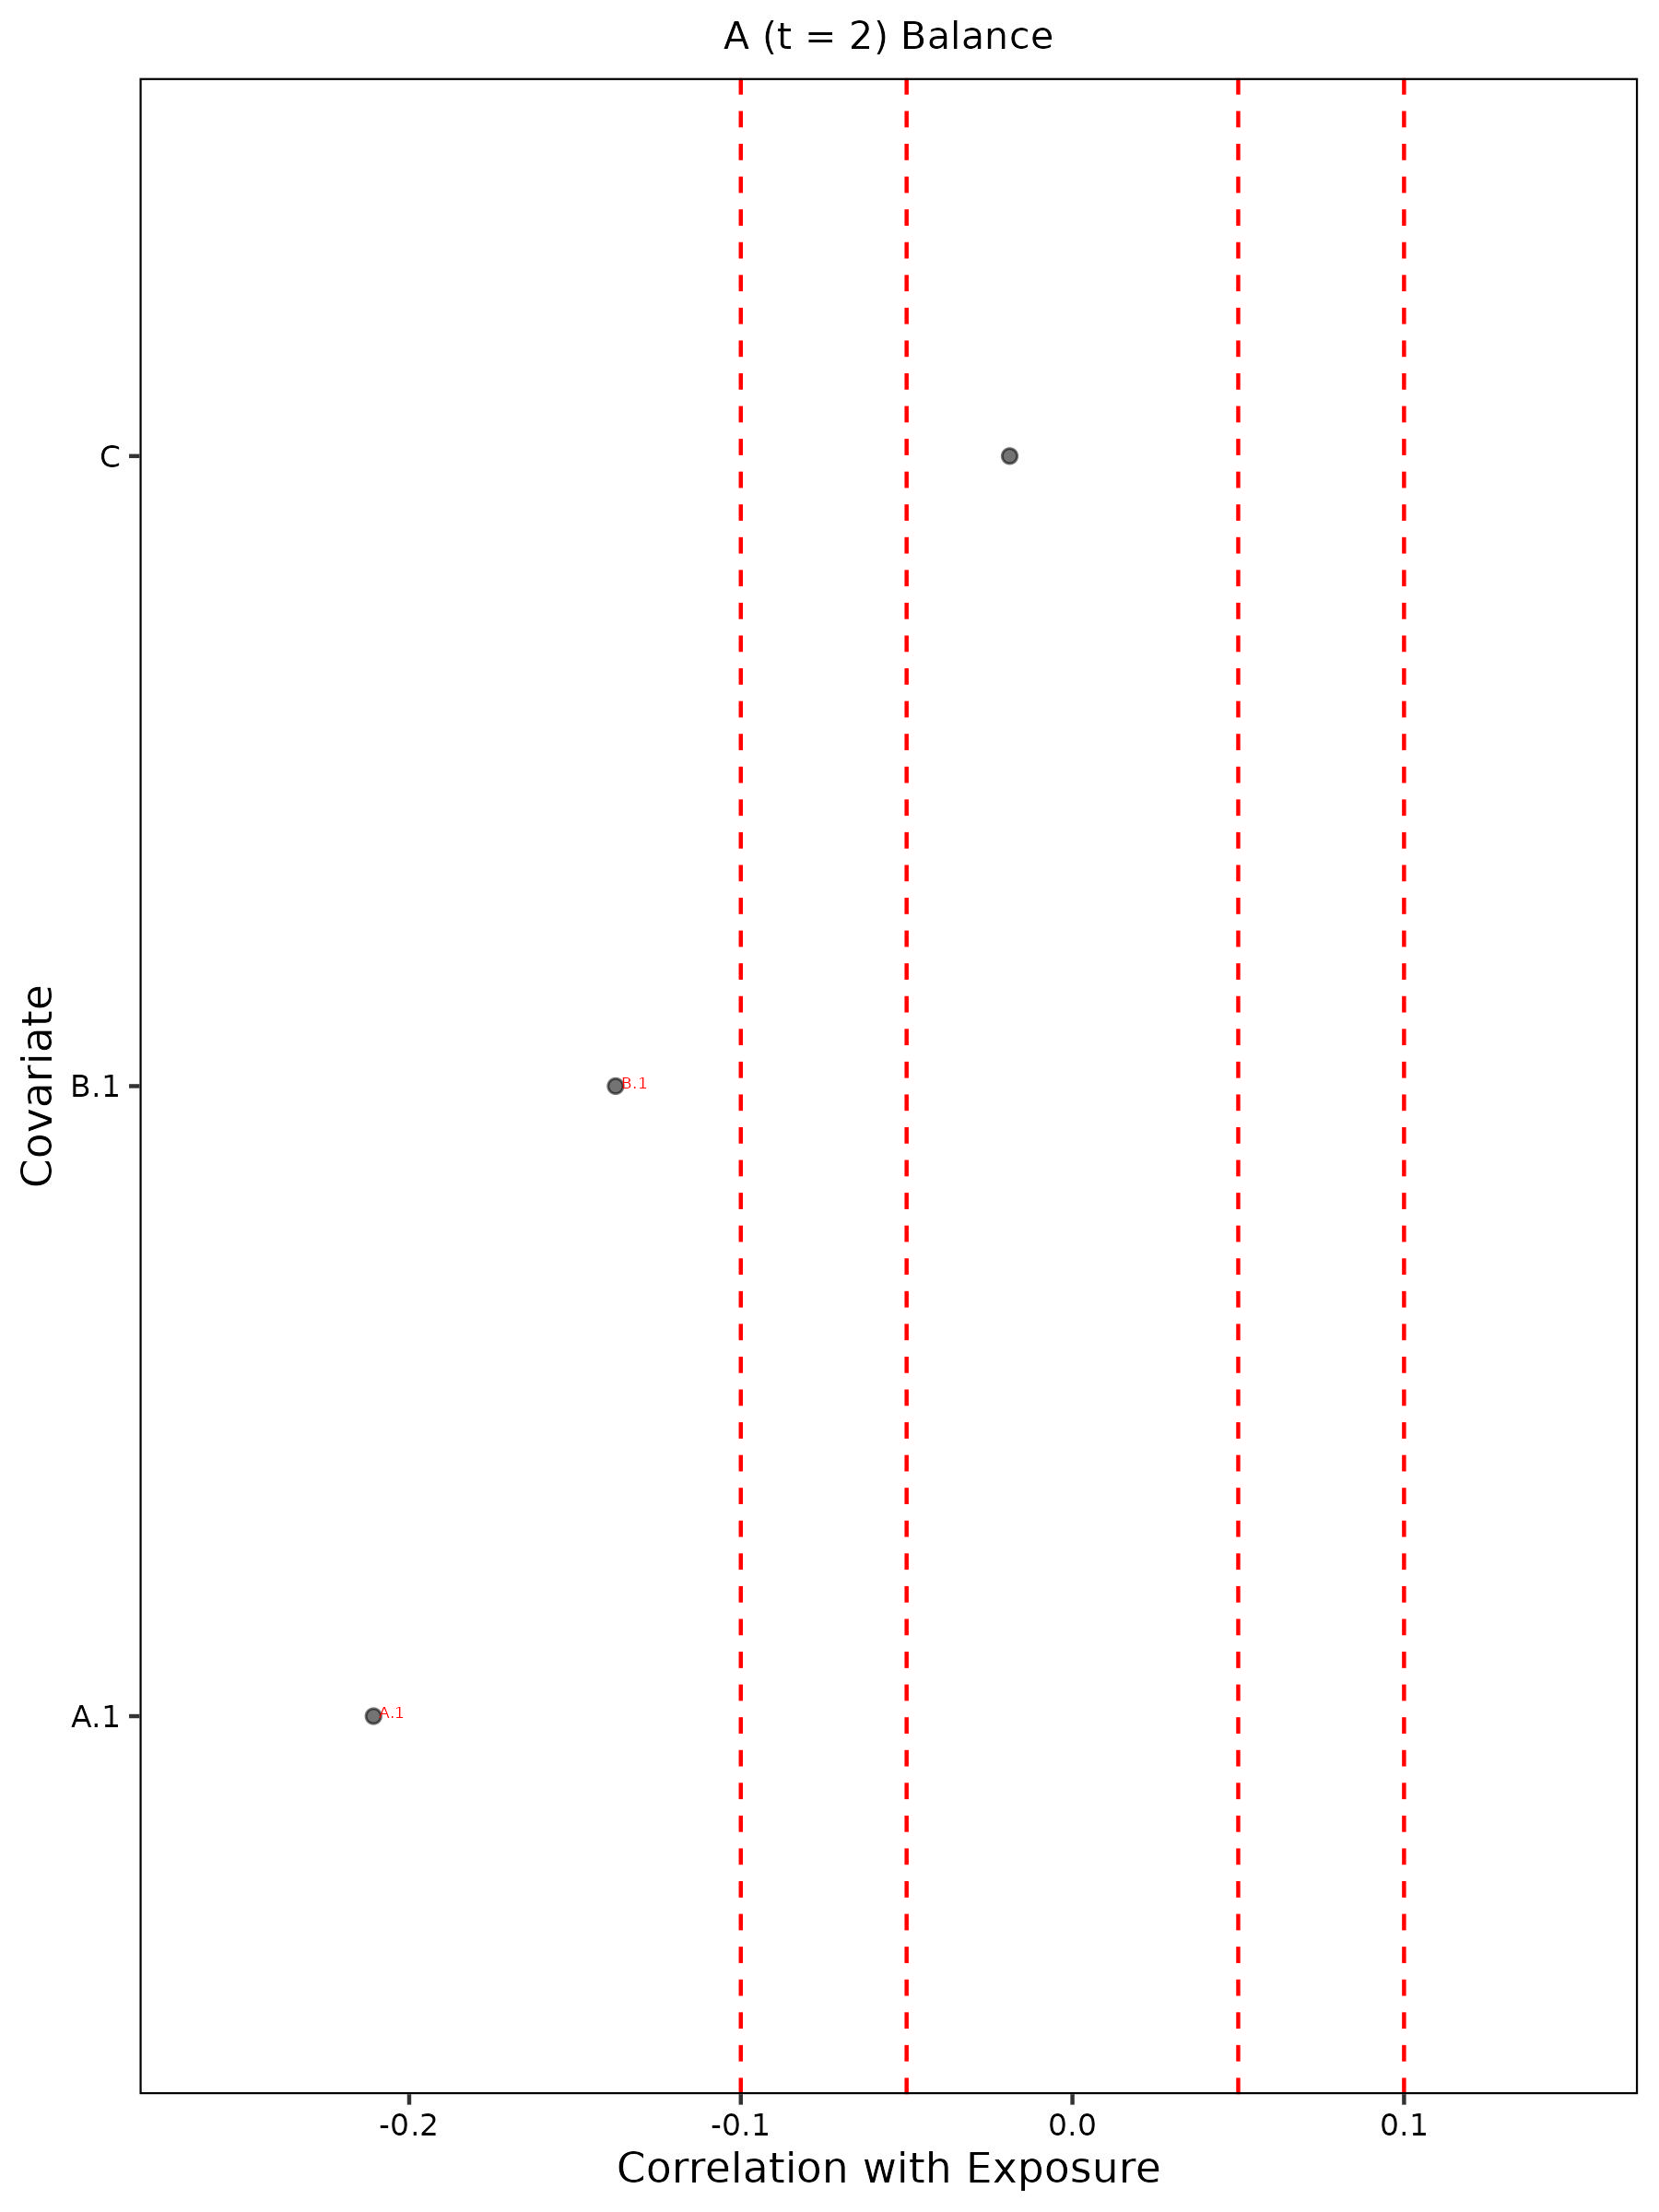 A (t = 2) Balance
Covariate
C
B.1
B.1
A.1
A.1
-0.2
-0.1
0.0
0.1
Correlation with Exposure